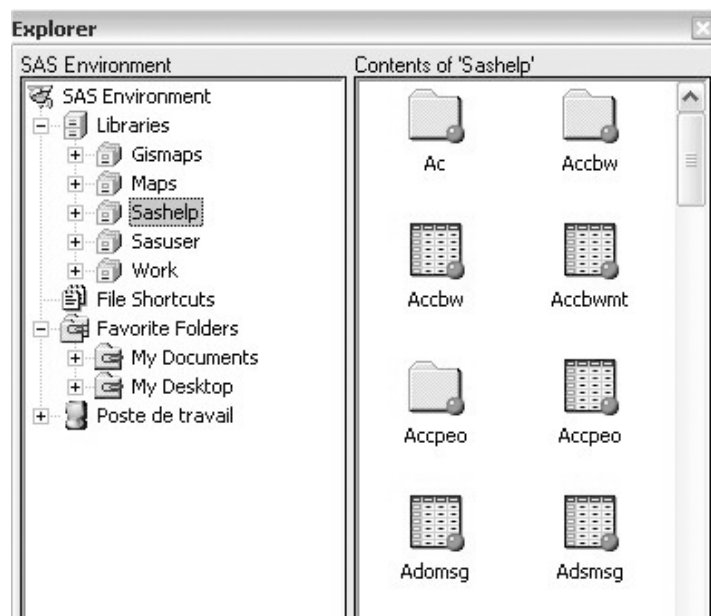 Explorer
SAS Environment
SAS Environment
Libraries
Gismaps
Maps
Sashelp
Sasuser
Work
File Shortcuts
Favorite Folders
My Documents
My Desktop
Poste de travail
Contents of 'Sashelp'
Ac Accbw
Accbw Accbwmt
Accpeo Accpeo
Adomsg Adsmsg